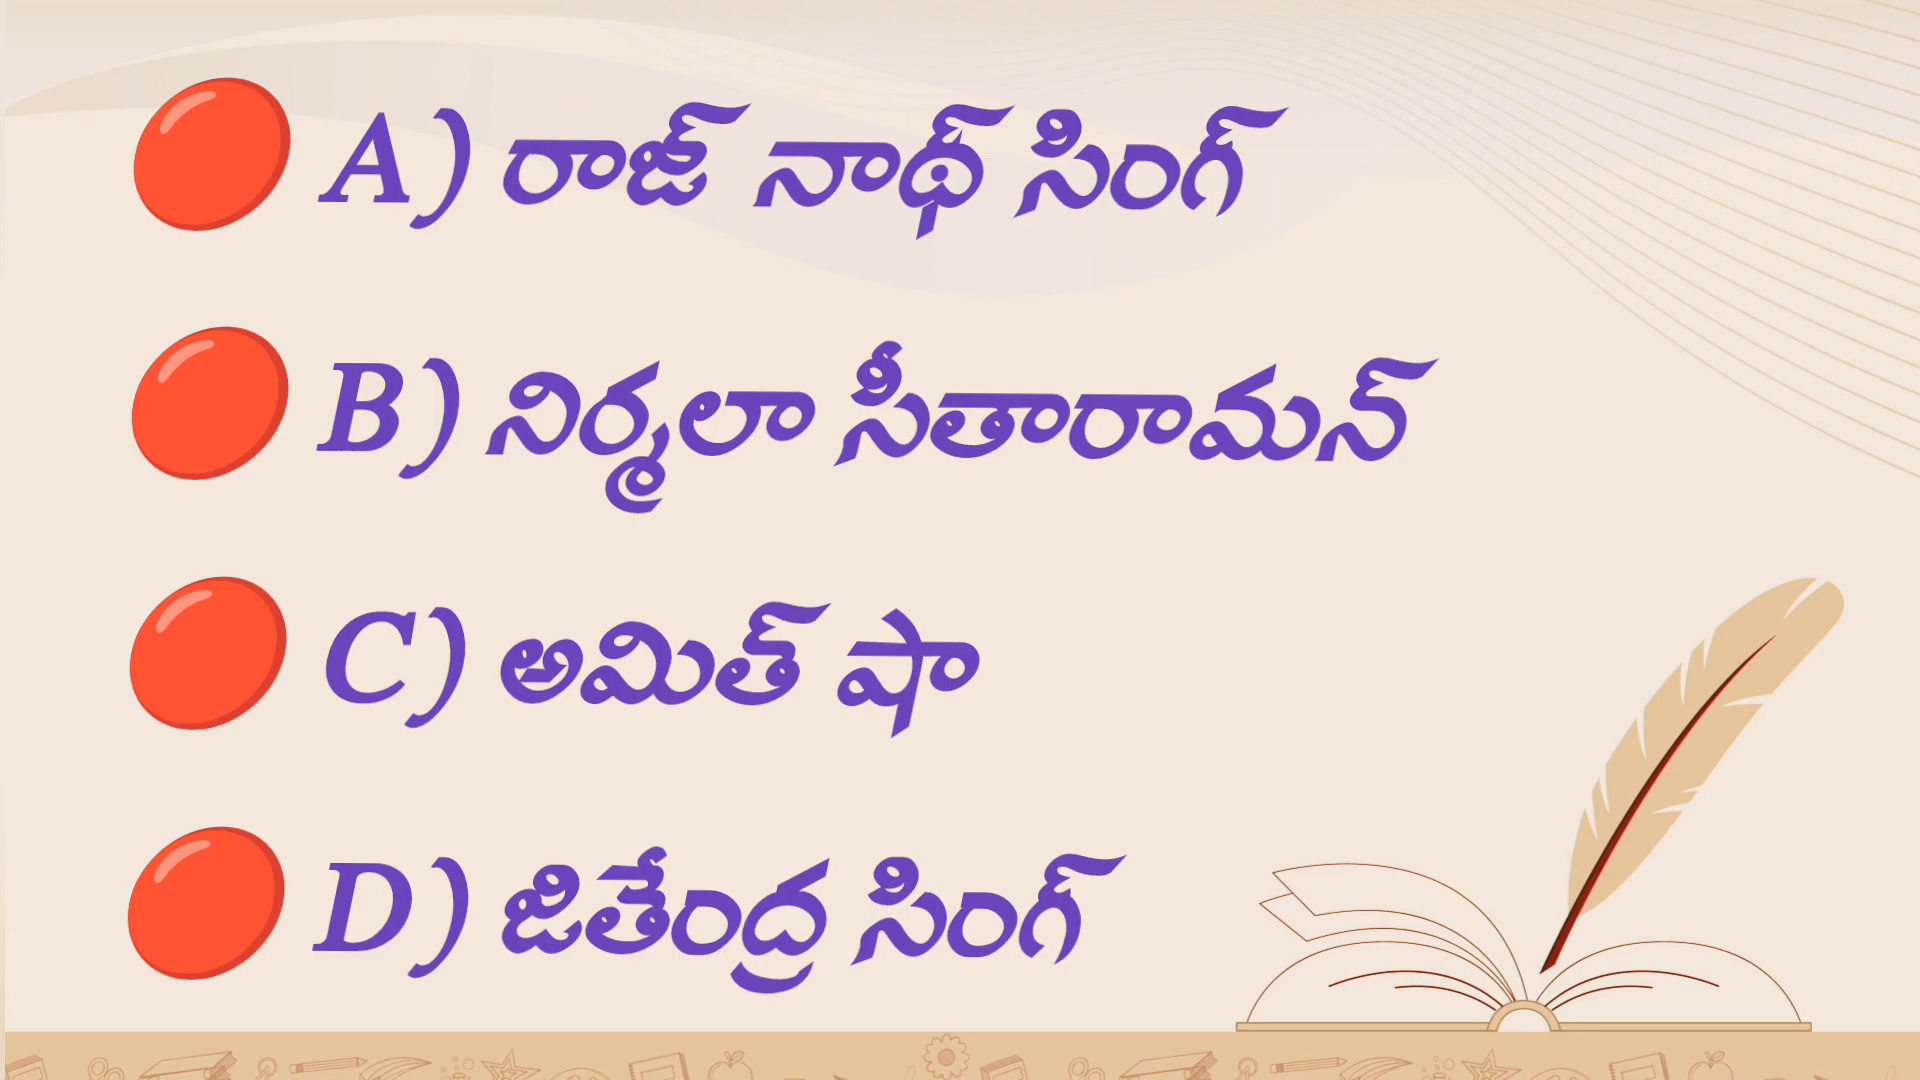 A) రాజ్ నాథ్ సింగ్
B) నిర్మలా సీతారామన్
C) అమిత్ షా
D) జితేంద్ర సింగ్